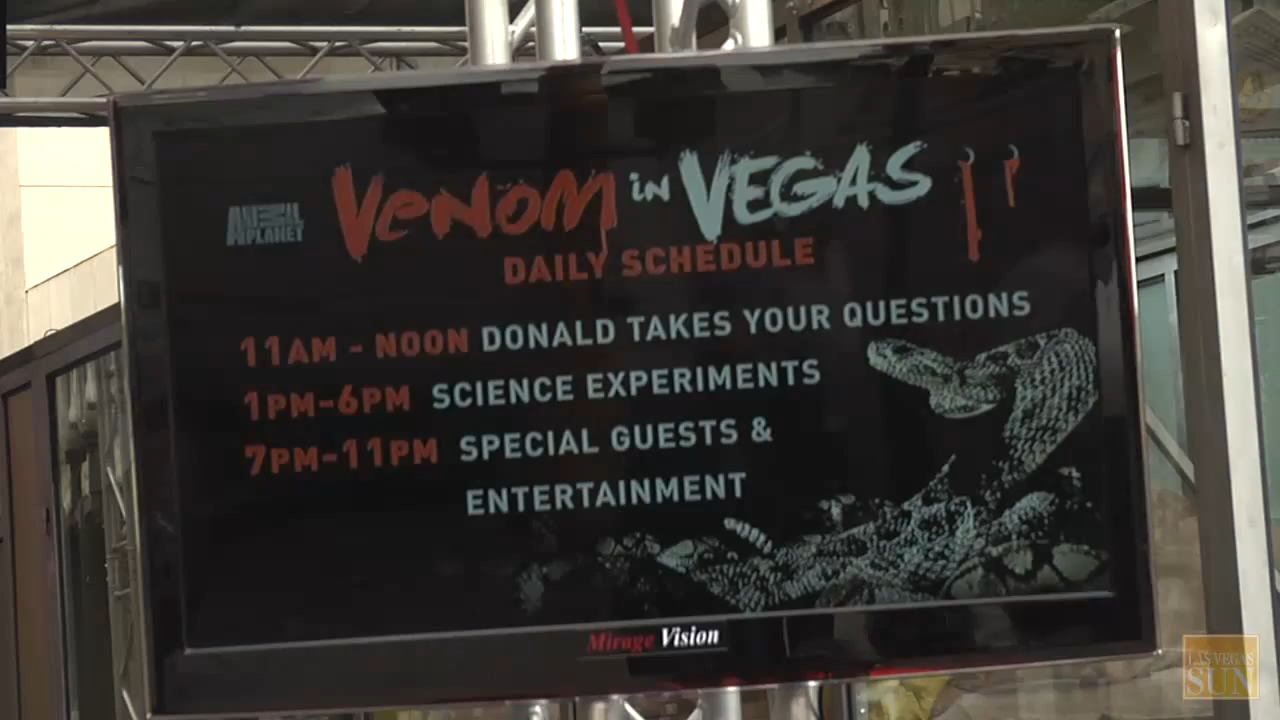 ANIMAL
PLANET
VENOM IN VEGAS
DAILY SCHEDULE
11AM - NOON DONALD TAKES YOUR QUESTIONS
1PM-6PM SCIENCE EXPERIMENTS
7PM-11PM SPECIAL GUESTS &
ENTERTAINMENT
Mirage Vision
LAS VEGAS
SUN